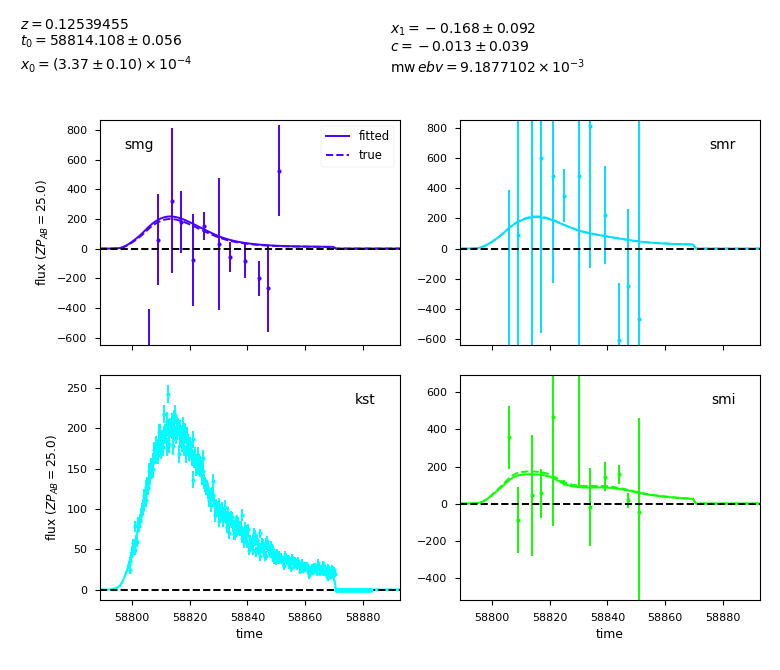 z = 0.12539455
t₀ = 58814.108 ± 0.056
x₀ = (3.37 ± 0.10) × 10⁻⁴
x₁ = −0.168 ± 0.092
c = −0.013 ± 0.039
mw ebv = 9.1877102 × 10⁻³
smg
fitted
true
800
600
400
200
0
−200
−400
−600
flux (ZP_AB = 25.0)
smr
800
600
400
200
0
−200
−400
−600
kst
250
200
150
100
50
0
flux (ZP_AB = 25.0)
58800 58820 58840 58860 58880
time
smi
600
400
200
0
−200
−400
58800 58820 58840 58860 58880
time